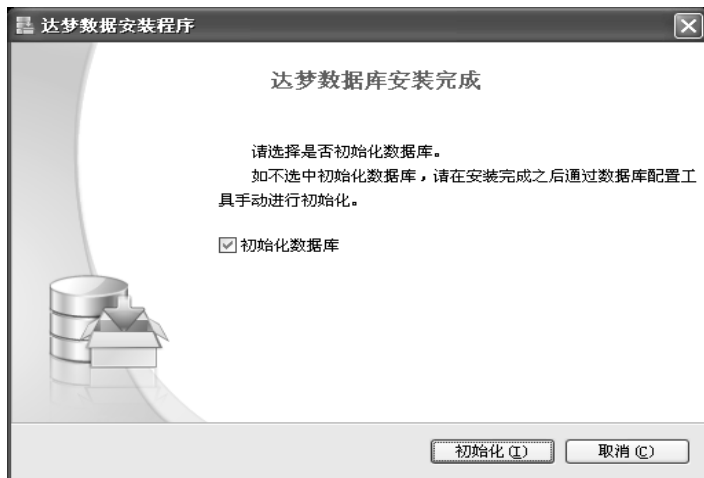 达梦数据安装程序
达梦数据库安装完成
请选择是否初始化数据库。
如不选中初始化数据库，请在安装完成之后通过数据库配置工
具手动进行初始化。
初始化数据库
初始化(I) 取消(C)